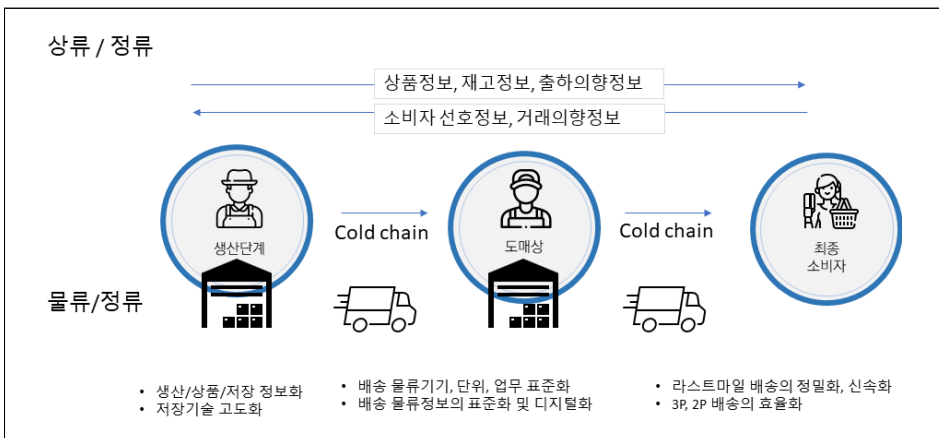 상류 / 정류
상품정보, 재고정보, 출하의향정보
소비자 선호정보, 거래의향정보
생산단계
Cold chain
도매상
Cold chain
최종
소비자
물류/정류
• 생산/상품/저장 정보화
• 저장기술 고도화
• 배송 물류기기, 단위, 업무 표준화
• 배송 물류정보의 표준화 및 디지털화
• 라스트마일 배송의 정밀화, 신속화
• 3P, 2P 배송의 효율화